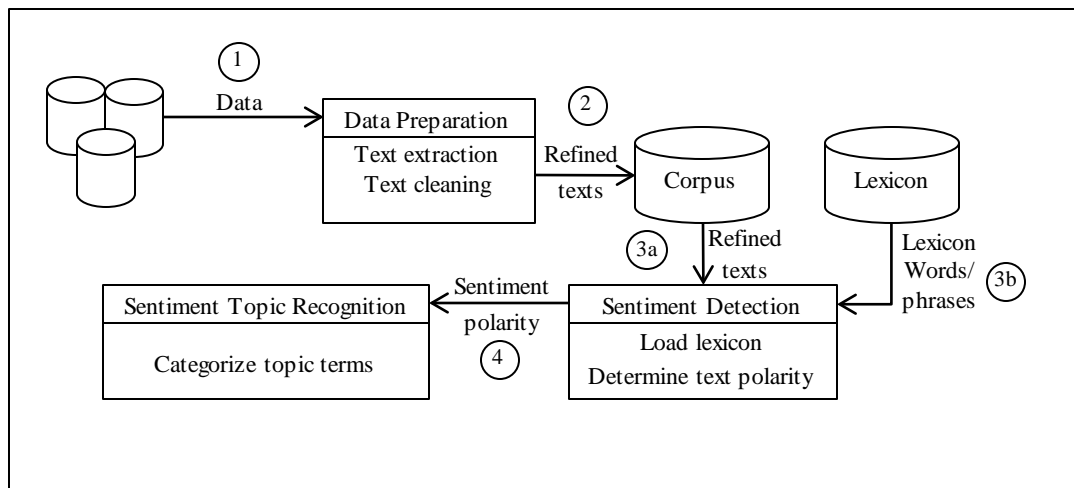 1
Data
Data Preparation
Text extraction
Text cleaning
2
Refined
texts
Corpus
Lexicon
3a
Refined
texts
Lexicon
Words/
phrases
3b
Sentiment Detection
Load lexicon
Determine text polarity
Sentiment
polarity
4
Sentiment Topic Recognition
Categorize topic terms